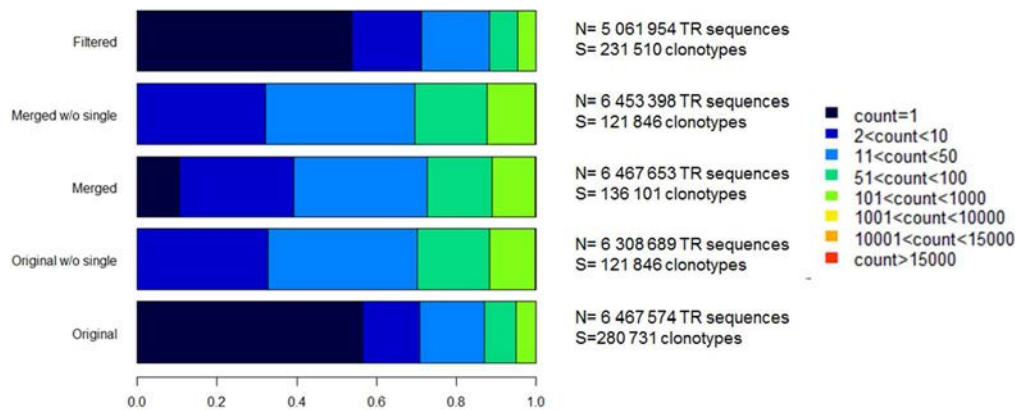 Filtered
N= 5 061 954 TR sequences
S= 231 510 clonotypes
Merged w/o single
N= 6 453 398 TR sequences
S= 121 846 clonotypes
Merged
N= 6 467 653 TR sequences
S= 136 101 clonotypes
Original w/o single
N= 6 308 689 TR sequences
S= 121 846 clonotypes
Original
N= 6 467 574 TR sequences
S=280 731 clonotypes
0.0 0.2 0.4 0.6 0.8 1.0
count=1
2<count<10
11<count<50
51<count<100
101<count<1000
1001<count<10000
10001<count<15000
count>15000